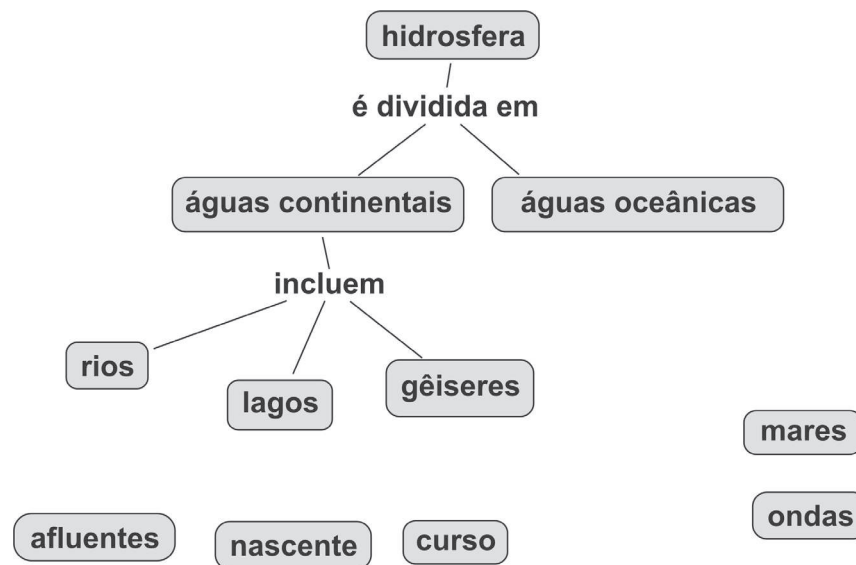 hidrosfera
é dividida em
águas continentais
águas oceânicas
incluem
rios
lagos
gêiseres
mares
afluentes
nascente
curso
ondas